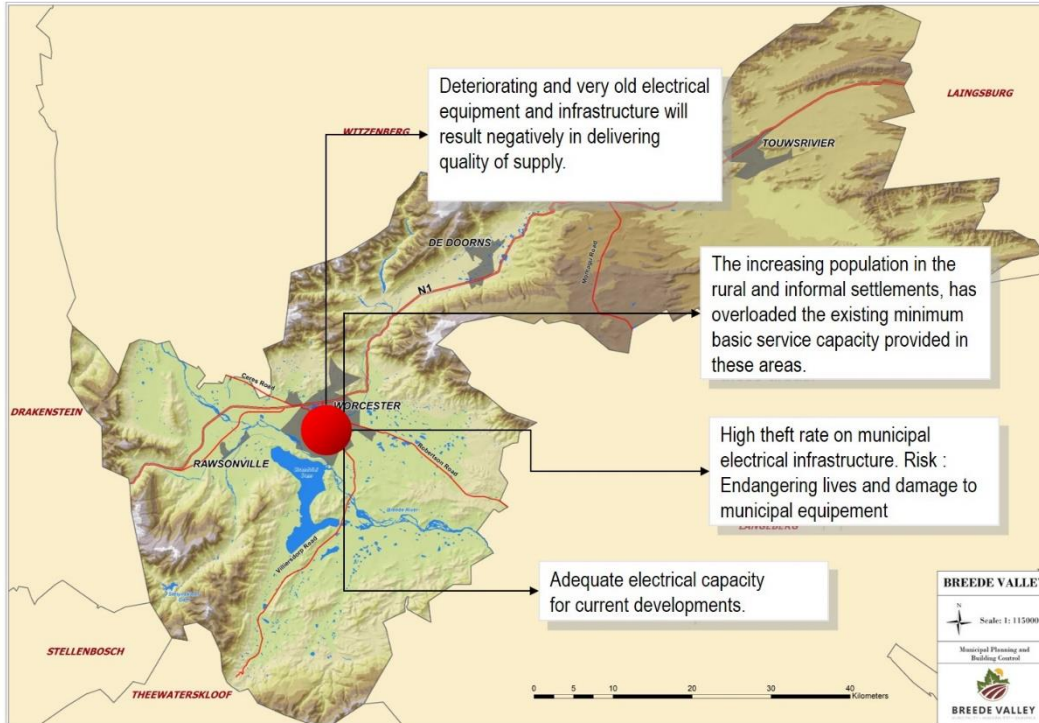 Deteriorating and very old electrical
equipment and infrastructure will
result negatively in delivering
quality of supply.
LAINGSBURG
WITZENBERG
TOUWSRIVIER
DE DOORNS
N1
The increasing population in the
rural and informal settlements, has
overloaded the existing minimum
basic service capacity provided in
these areas.
Ceres Road
DRAKENSTEIN
WORCESTER
RAWSONVILLE
Robertson Road
High theft rate on municipal
electrical infrastructure. Risk :
Endangering lives and damage to
municipal equipement
LANGEBERG
Breede River
Villiersdorp Road
Adequate electrical capacity
for current developments.
STELLENBOSCH
THEEWATERSKLOOF
0 5 10 20 30 40
Kilometers
BREEDE VALLEY
N
Scale: 1: 115000
Municipal Planning and
Building Control
BREEDE VALLEY